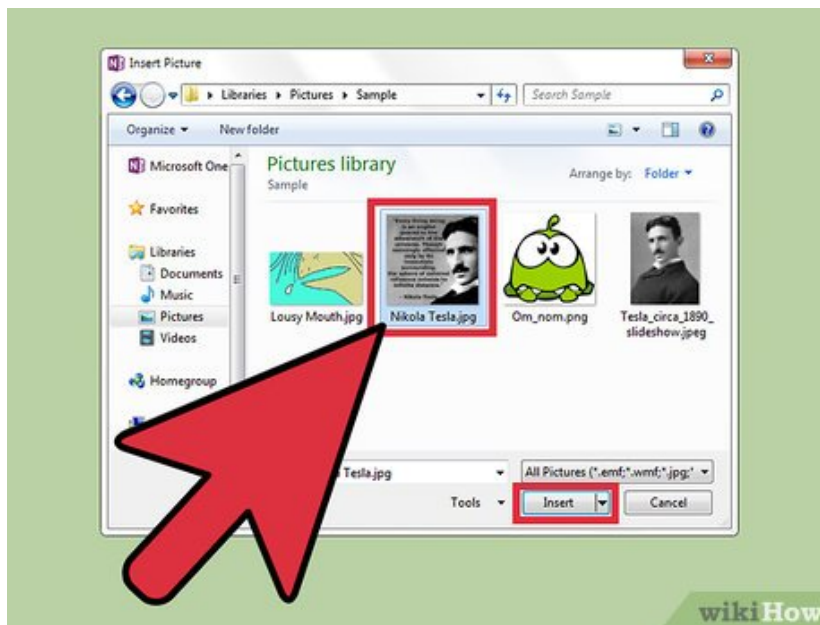 Insert Picture
Libraries ▸ Pictures ▸ Sample
Search Sample
Organize
New folder
Microsoft One
Pictures library
Sample
Arrange by: Folder
Favorites
Libraries
Documents
Music
Pictures
Videos
Homegroup
Lousy Mouth.jpg
Nikola Tesla.jpg
Om_nom.png
Tesla_circa_1890_
slideshow.jpeg
Tesla.jpg
All Pictures (*.emf;*.wmf;*.jpg;*
Tools
Insert
Cancel
wikiHow